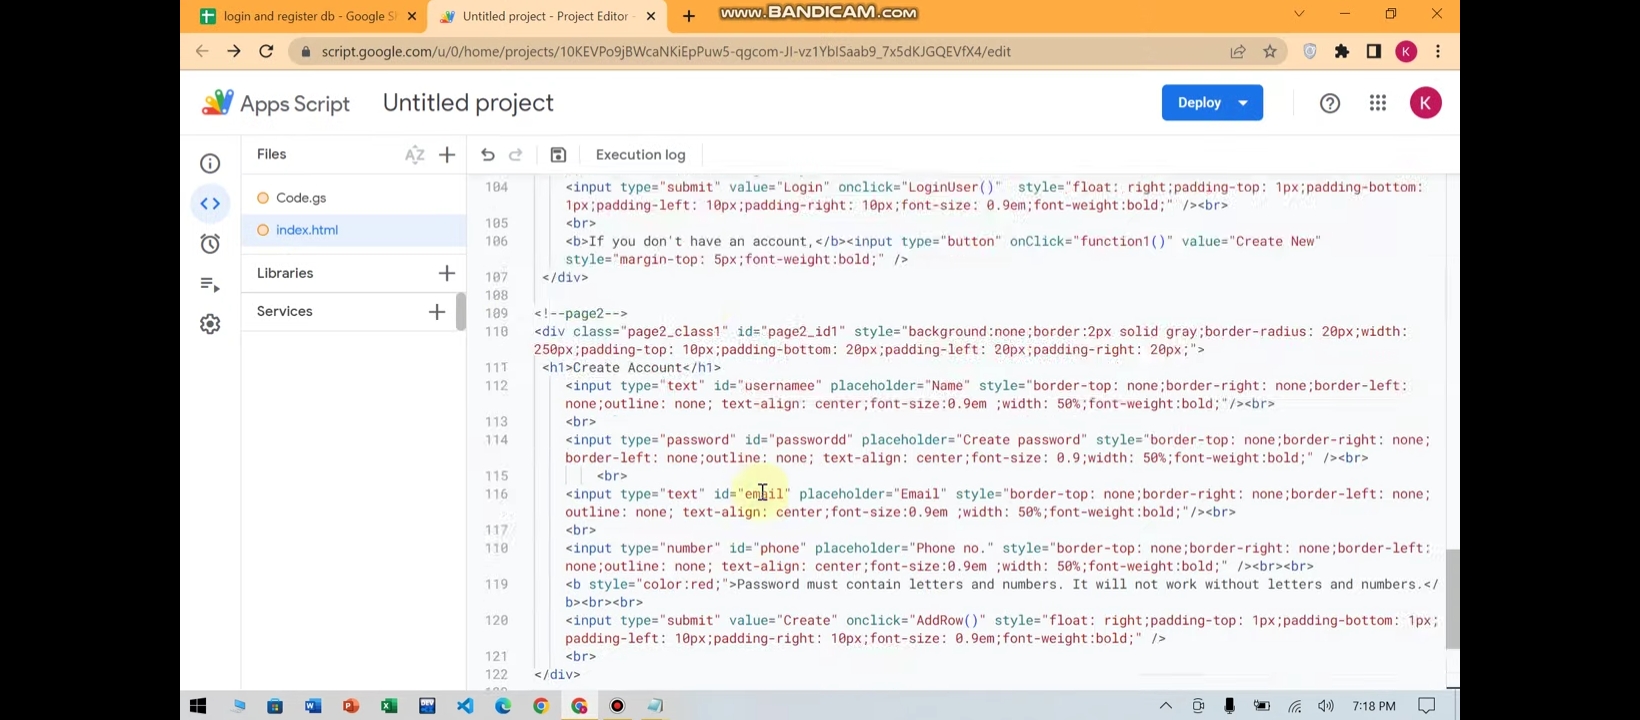 www.BANDICAM.com
login and register db - Google Sh
Untitled project - Project Editor -
script.google.com/u/0/home/projects/10KEVPo9jBWcaNKiEpPuw5-qgcom-JI-vz1YbISaab9_7x5dKJGQEVfX4/edit
K
Apps Script
Untitled project
Deploy
K
Files
AZ
Execution log
Code.gs
index.html
Libraries
Services
104 <input type="submit" value="Login" onclick="LoginUser()" style="float: right;padding-top: 1px;padding-bottom:
1px;padding-left: 10px;padding-right: 10px;font-size: 0.9em;font-weight:bold;" /><br>
105 <br>
106 <b>If you don't have an account,</b><input type="button" onClick="function1()" value="Create New"
style="margin-top: 5px;font-weight:bold;" />
107 </div>
108
109 <!--page2-->
110 <div class="page2_class1" id="page2_id1" style="background:none;border:2px solid gray;border-radius: 20px;width:
250px;padding-top: 10px;padding-bottom: 20px;padding-left: 20px;padding-right: 20px;">
111 <h1>Create Account</h1>
112 <input type="text" id="usernamee" placeholder="Name" style="border-top: none;border-right: none;border-left:
none;outline: none; text-align: center;font-size:0.9em ;width: 50%;font-weight:bold;"/><br>
113 <br>
114 <input type="password" id="passwordd" placeholder="Create password" style="border-top: none;border-right: none;
border-left: none;outline: none; text-align: center;font-size: 0.9;width: 50%;font-weight:bold;" /><br>
115 <br>
116 <input type="text" id="email" placeholder="Email" style="border-top: none;border-right: none;border-left: none;
outline: none; text-align: center;font-size:0.9em ;width: 50%;font-weight:bold;"/><br>
117 <br>
118 <input type="number" id="phone" placeholder="Phone no." style="border-top: none;border-right: none;border-left:
none;outline: none; text-align: center;font-size:0.9em ;width: 50%;font-weight:bold;" /><br><br>
119 <b style="color:red;">Password must contain letters and numbers. It will not work without letters and numbers.</
b><br><br>
120 <input type="submit" value="Create" onclick="AddRow()" style="float: right;padding-top: 1px;padding-bottom: 1px;
padding-left: 10px;padding-right: 10px;font-size: 0.9em;font-weight:bold;" />
121 <br>
122 </div>
7:18 PM